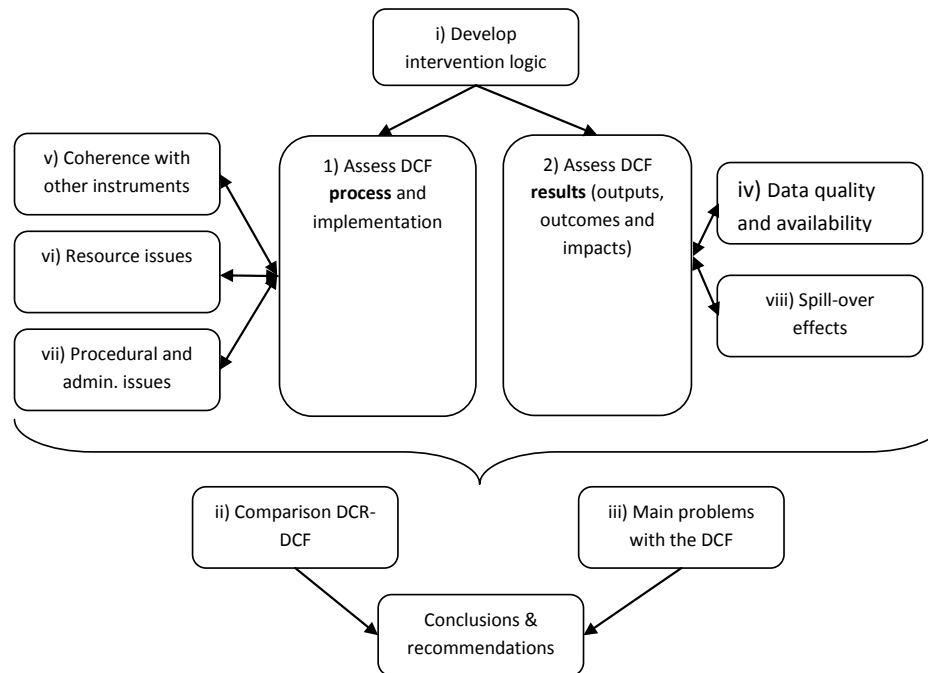 i) Develop
intervention logic
v) Coherence with
other instruments
vi) Resource issues
vii) Procedural and
admin. issues
1) Assess DCF
process and
implementation
2) Assess DCF
results (outputs,
outcomes and
impacts)
iv) Data quality
and availability
viii) Spill-over
effects
ii) Comparison DCR-
DCF
iii) Main problems
with the DCF
Conclusions &
recommendations